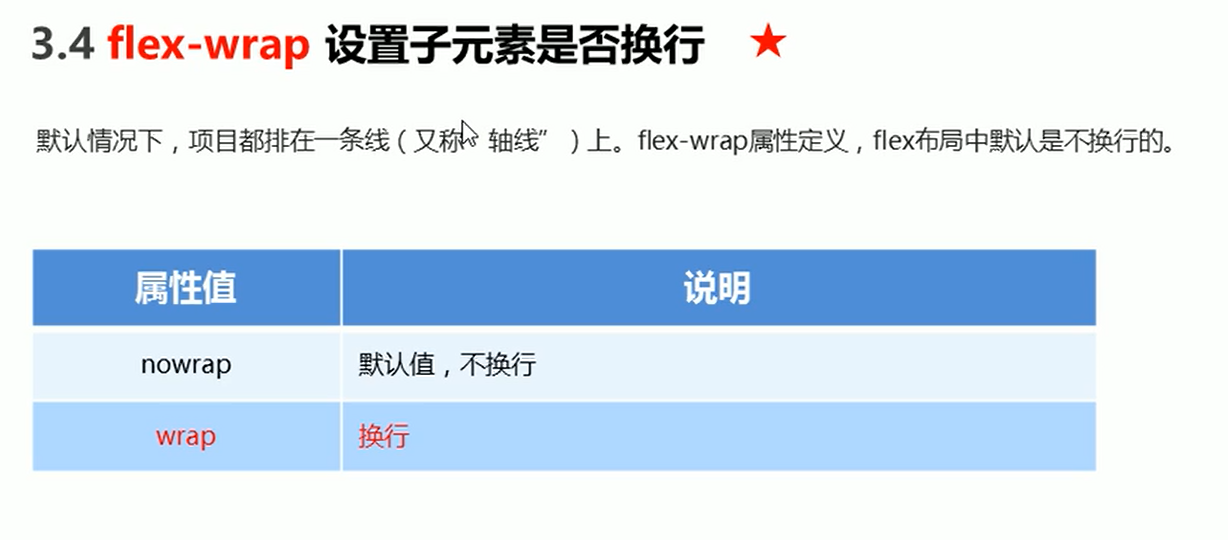 3.4 flex-wrap 设置子元素是否换行 ★
默认情况下，项目都排在一条线（又称” 轴线” ）上。flex-wrap属性定义，flex布局中默认是不换行的。
属性值 说明
nowrap 默认值，不换行
wrap 换行